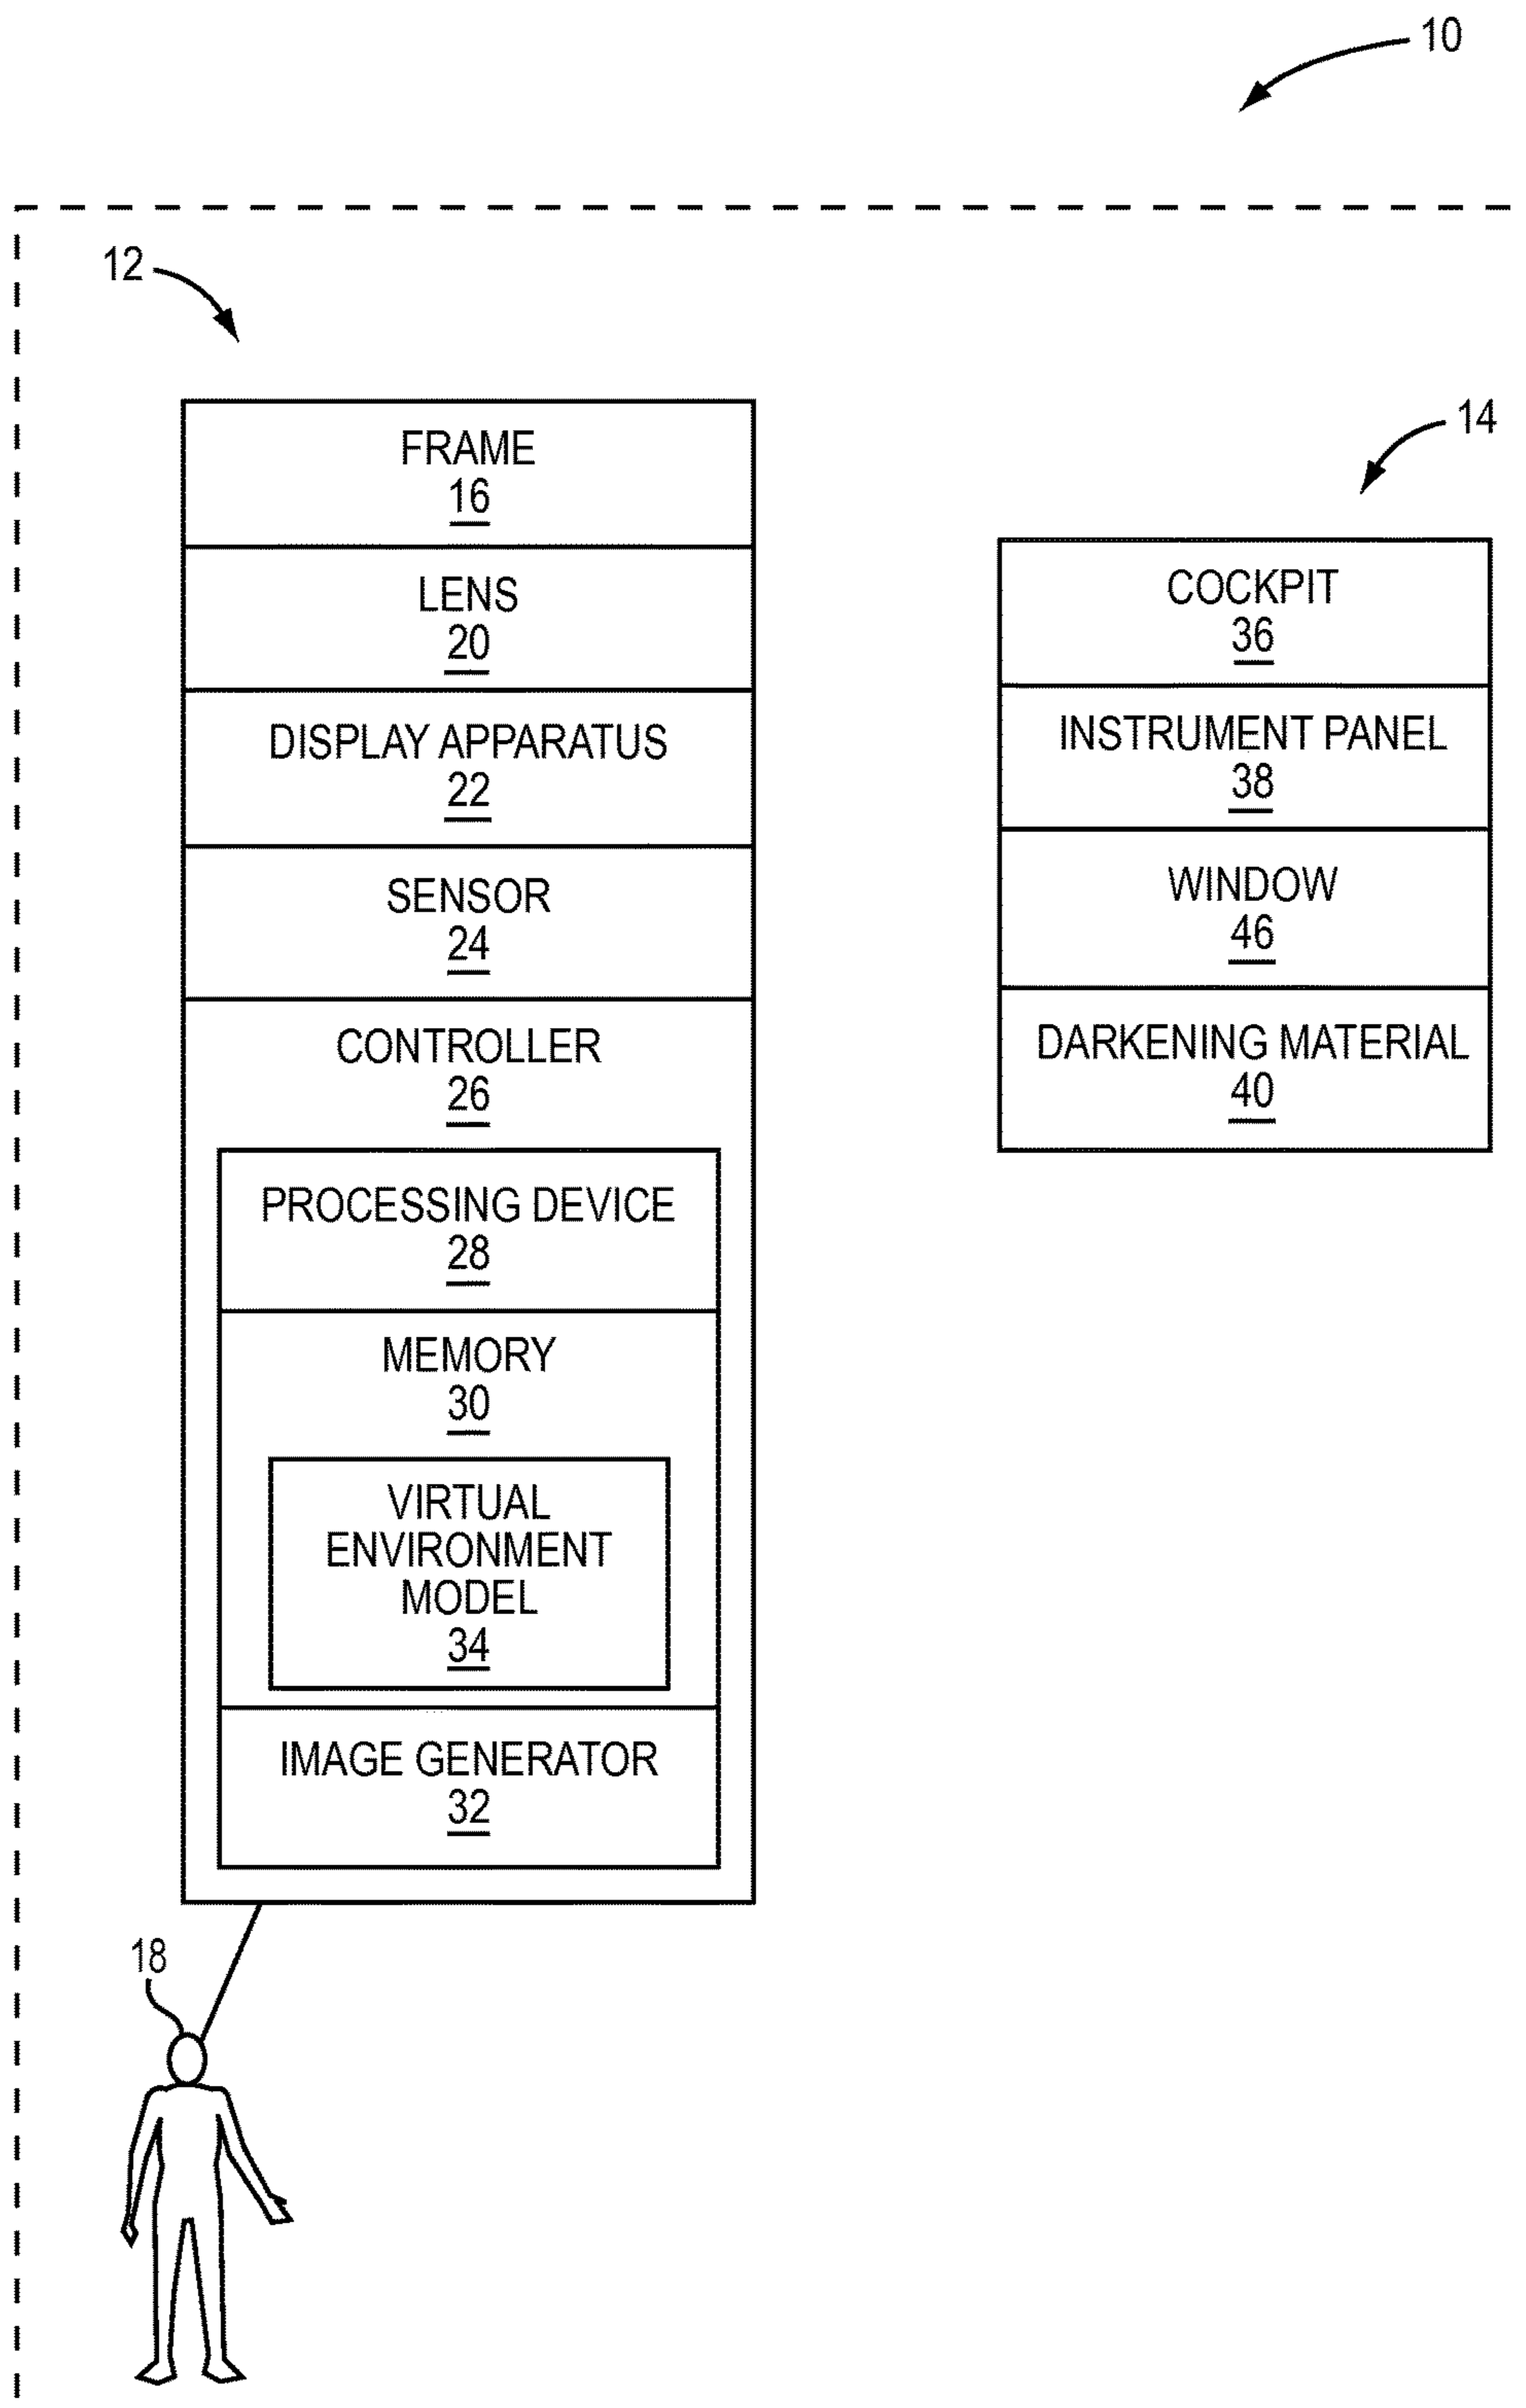 10
12
FRAME
16
LENS
20
DISPLAY APPARATUS
22
SENSOR
24
CONTROLLER
26
PROCESSING DEVICE
28
MEMORY
30
VIRTUAL
ENVIRONMENT
MODEL
34
IMAGE GENERATOR
32
18
14
COCKPIT
36
INSTRUMENT PANEL
38
WINDOW
46
DARKENING MATERIAL
40